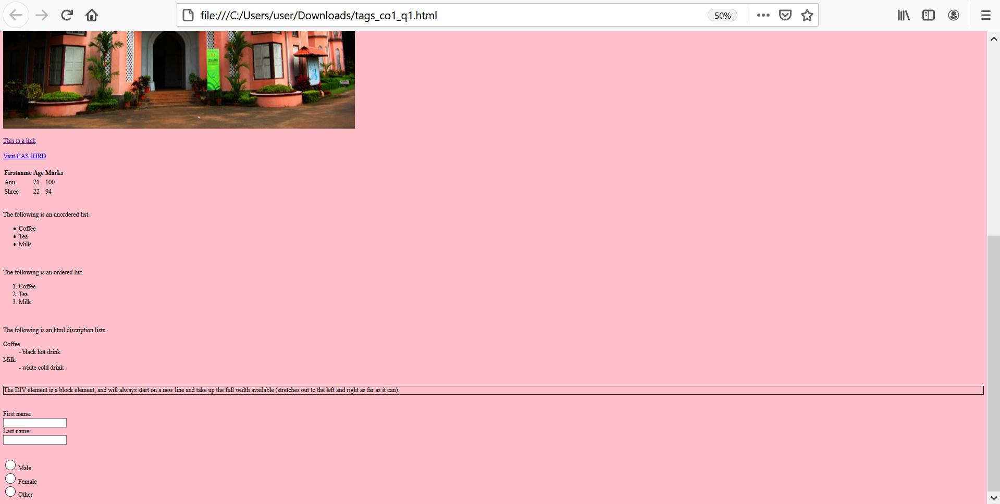 file:///C:/Users/user/Downloads/tags_co1_q1.html
50%
This is a link
Visit CAS-IHRD
Firstname Age Marks
Anu 21 100
Shree 22 94
The following is an unordered list.
• Coffee
• Tea
• Milk
The following is an ordered list.
1. Coffee
2. Tea
3. Milk
The following is an html discription lists.
Coffee
- black hot drink
Milk
- white cold drink
The DIV element is a block element, and will always start on a new line and take up the full width available (stretches out to the left and right as far as it can).
First name:
Last name:
Male
Female
Other